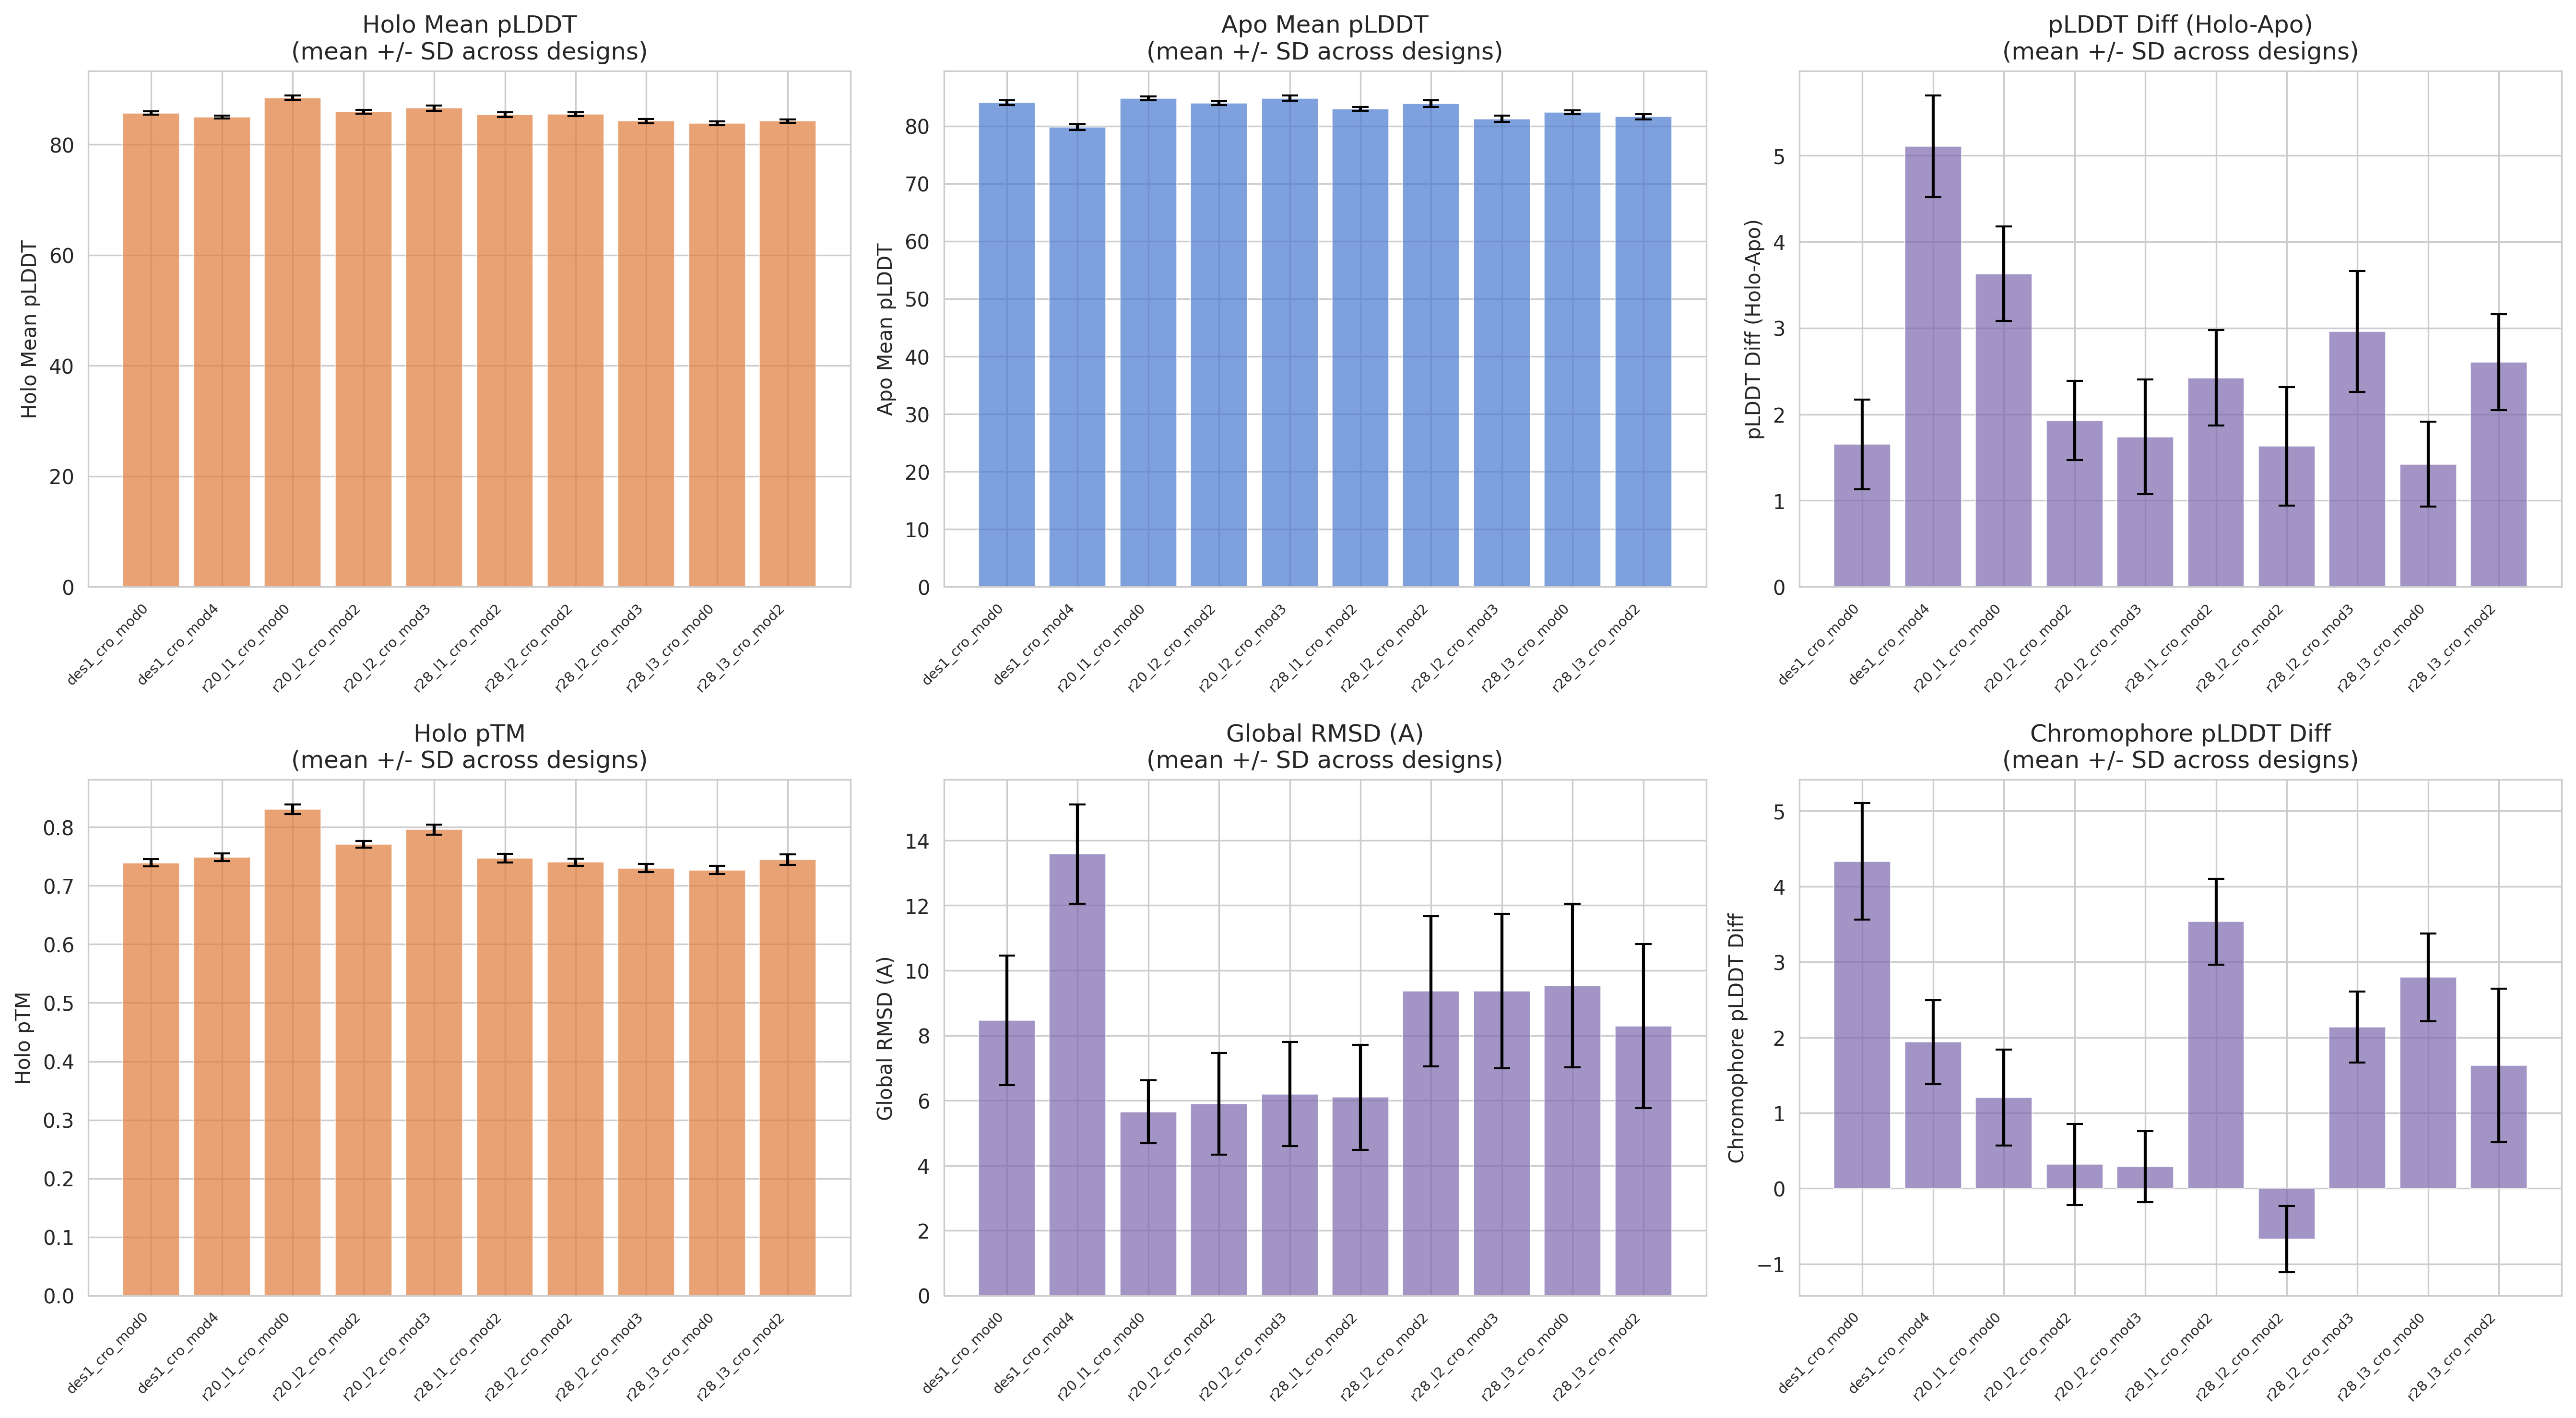 Holo Mean pLDDT
(mean +/- SD across designs)
Holo Mean pLDDT
80
60
40
20
0
des1_cro_mod0
des1_cro_mod4
r20_l1_cro_mod0
r20_l2_cro_mod2
r20_l2_cro_mod3
r28_l1_cro_mod2
r28_l2_cro_mod2
r28_l2_cro_mod3
r28_l3_cro_mod0
r28_l3_cro_mod2
Apo Mean pLDDT
(mean +/- SD across designs)
Apo Mean pLDDT
80
70
60
50
40
30
20
10
0
des1_cro_mod0
des1_cro_mod4
r20_l1_cro_mod0
r20_l2_cro_mod2
r20_l2_cro_mod3
r28_l1_cro_mod2
r28_l2_cro_mod2
r28_l2_cro_mod3
r28_l3_cro_mod0
r28_l3_cro_mod2
pLDDT Diff (Holo-Apo)
(mean +/- SD across designs)
pLDDT Diff (Holo-Apo)
5
4
3
2
1
0
des1_cro_mod0
des1_cro_mod4
r20_l1_cro_mod0
r20_l2_cro_mod2
r20_l2_cro_mod3
r28_l1_cro_mod2
r28_l2_cro_mod2
r28_l2_cro_mod3
r28_l3_cro_mod0
r28_l3_cro_mod2
Holo pTM
(mean +/- SD across designs)
Holo pTM
0.8
0.7
0.6
0.5
0.4
0.3
0.2
0.1
0.0
des1_cro_mod0
des1_cro_mod4
r20_l1_cro_mod0
r20_l2_cro_mod2
r20_l2_cro_mod3
r28_l1_cro_mod2
r28_l2_cro_mod2
r28_l2_cro_mod3
r28_l3_cro_mod0
r28_l3_cro_mod2
Global RMSD (A)
(mean +/- SD across designs)
Global RMSD (A)
14
12
10
8
6
4
2
0
des1_cro_mod0
des1_cro_mod4
r20_l1_cro_mod0
r20_l2_cro_mod2
r20_l2_cro_mod3
r28_l1_cro_mod2
r28_l2_cro_mod2
r28_l2_cro_mod3
r28_l3_cro_mod0
r28_l3_cro_mod2
Chromophore pLDDT Diff
(mean +/- SD across designs)
Chromophore pLDDT Diff
5
4
3
2
1
0
−1
des1_cro_mod0
des1_cro_mod4
r20_l1_cro_mod0
r20_l2_cro_mod2
r20_l2_cro_mod3
r28_l1_cro_mod2
r28_l2_cro_mod2
r28_l2_cro_mod3
r28_l3_cro_mod0
r28_l3_cro_mod2